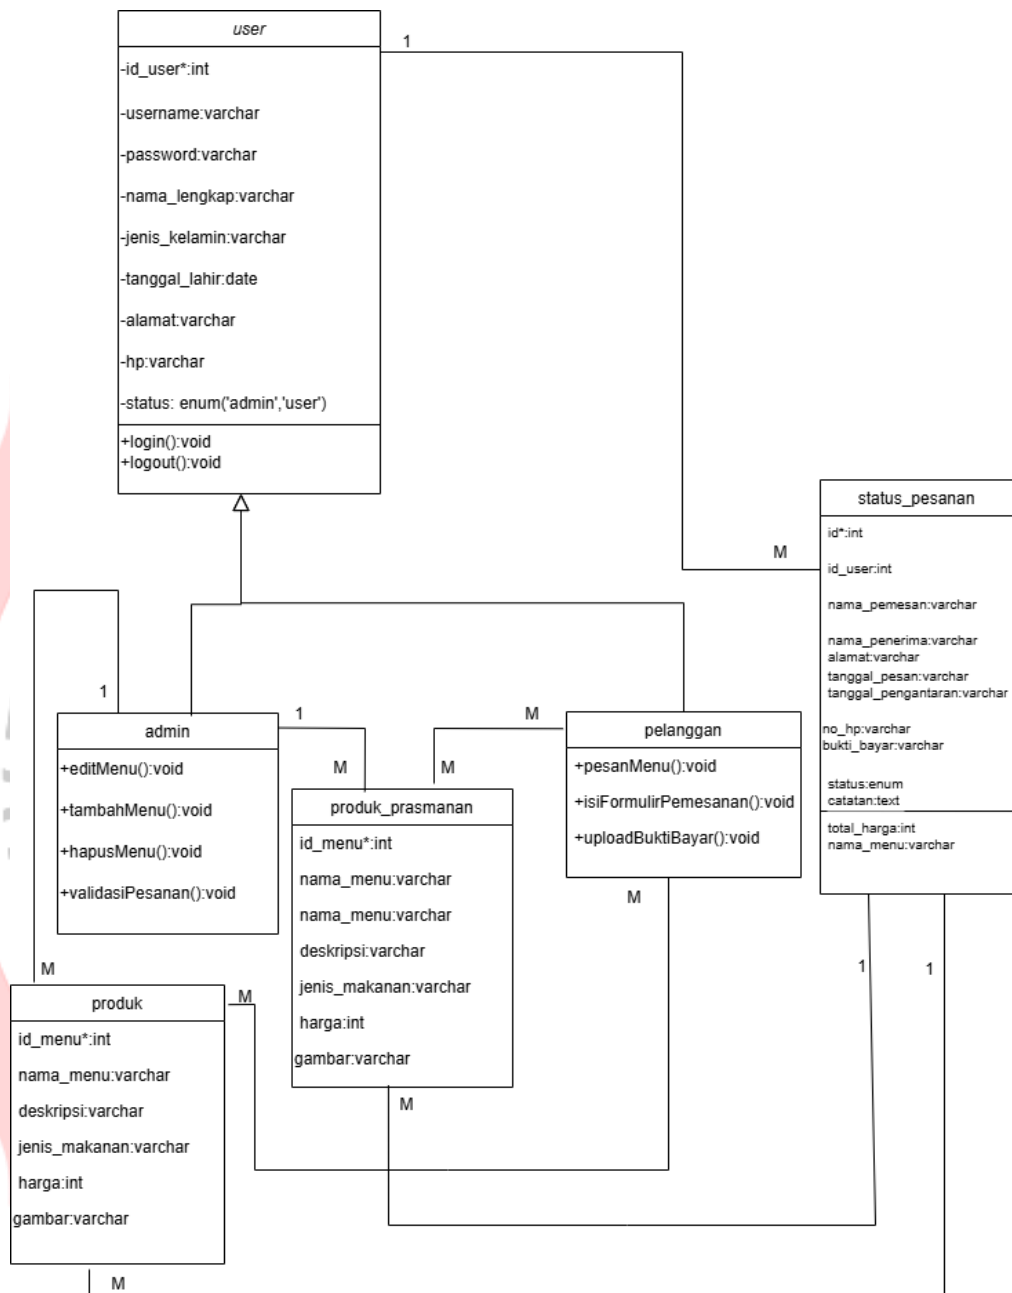 user
-id_user*:int
-username:varchar
-password:varchar
-nama_lengkap:varchar
-jenis_kelamin:varchar
-tanggal_lahir:date
-alamat:varchar
-hp:varchar
-status: enum('admin','user')
+login():void
+logout():void
1
M
status_pesanan
id*:int
id_user:int
nama_pemesan:varchar
nama_penerima:varchar
alamat:varchar
tanggal_pesan:varchar
tanggal_pengantaran:varchar
no_hp:varchar
bukti_bayar:varchar
status:enum
catatan:text
total_harga:int
nama_menu:varchar
1
1
1
admin
+editMenu():void
+tambahMenu():void
+hapusMenu():void
+validasiPesanan():void
1
M
M
M
produk_prasmanan
id_menu*:int
nama_menu:varchar
nama_menu:varchar
deskripsi:varchar
jenis_makanan:varchar
harga:int
gambar:varchar
M
pelanggan
+pesanMenu():void
+isiFormulirPemesanan():void
+uploadBuktiBayar():void
M
M
M
produk
id_menu*:int
nama_menu:varchar
deskripsi:varchar
jenis_makanan:varchar
harga:int
gambar:varchar
M